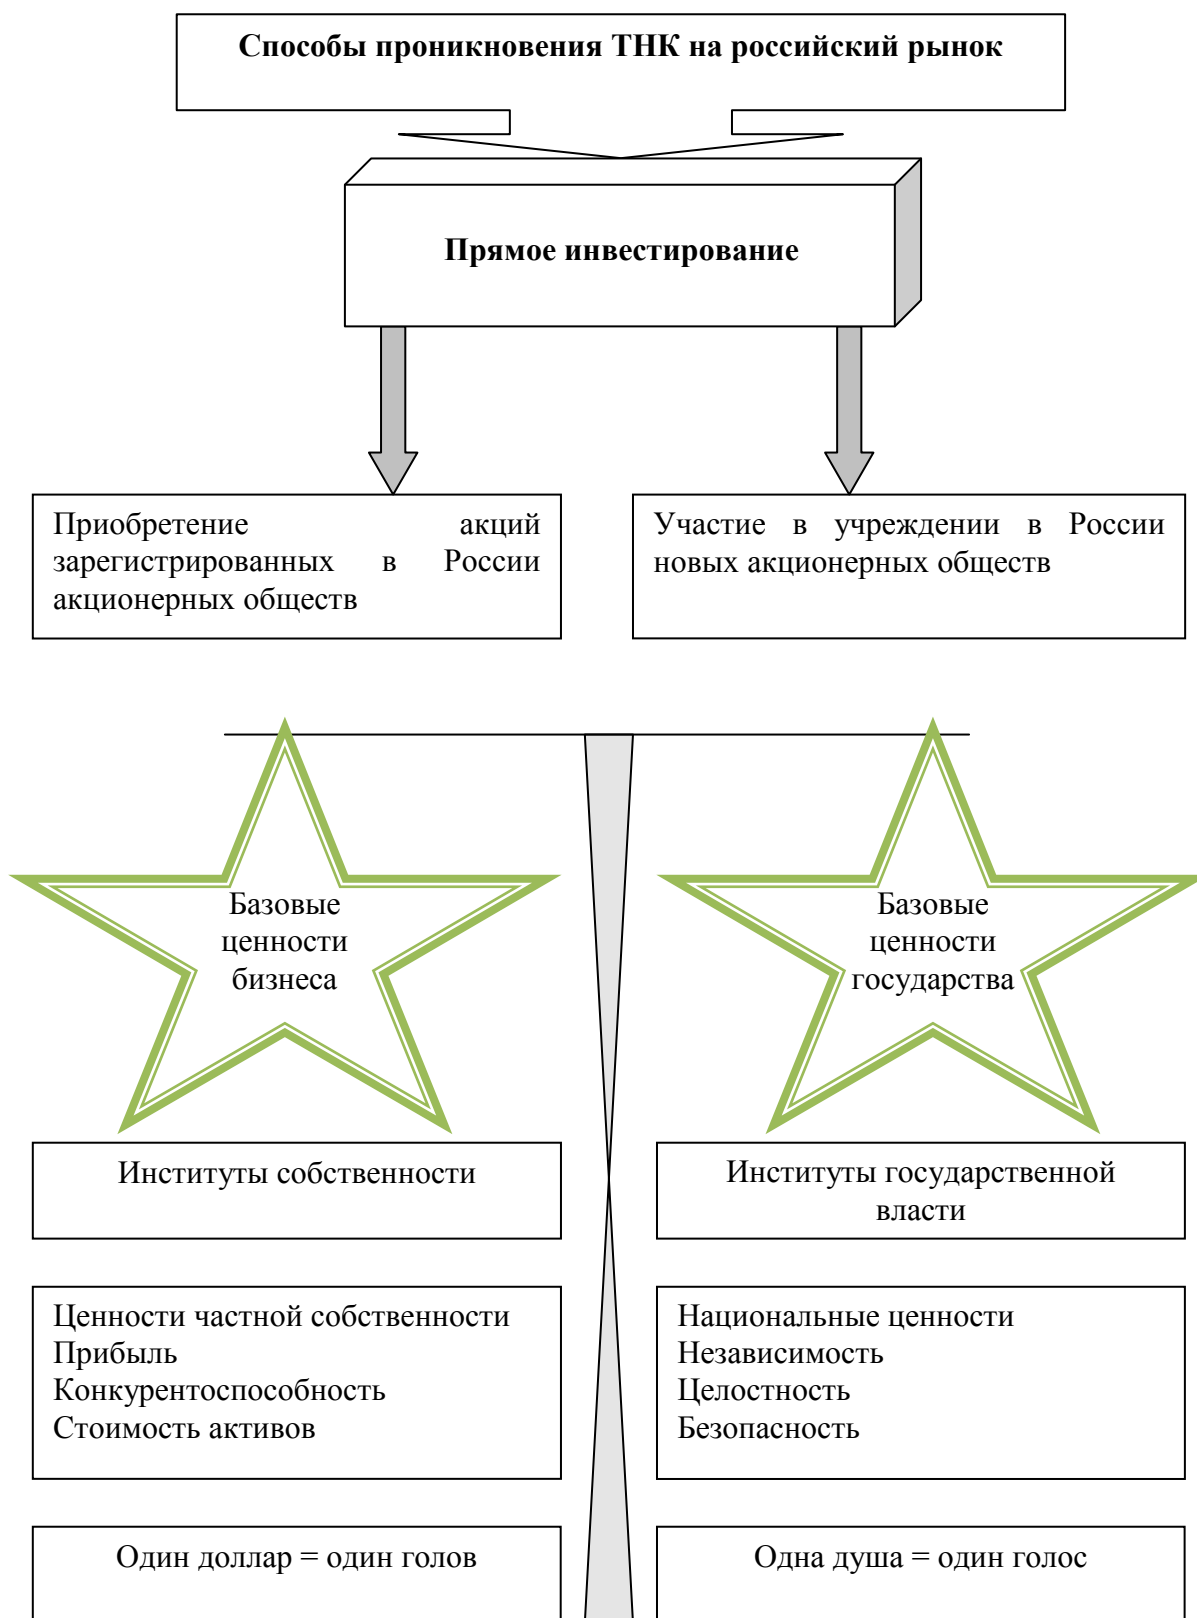 Способы проникновения ТНК на российский рынок
Прямое инвестирование
Приобретение акций
зарегистрированных в России
акционерных обществ
Участие в учреждении в России
новых акционерных обществ
Базовые
ценности
бизнеса
Базовые
ценности
государства
Институты собственности
Институты государственной
власти
Ценности частной собственности
Прибыль
Конкурентоспособность
Стоимость активов
Национальные ценности
Независимость
Целостность
Безопасность
Один доллар = один голов
Одна душа = один голос